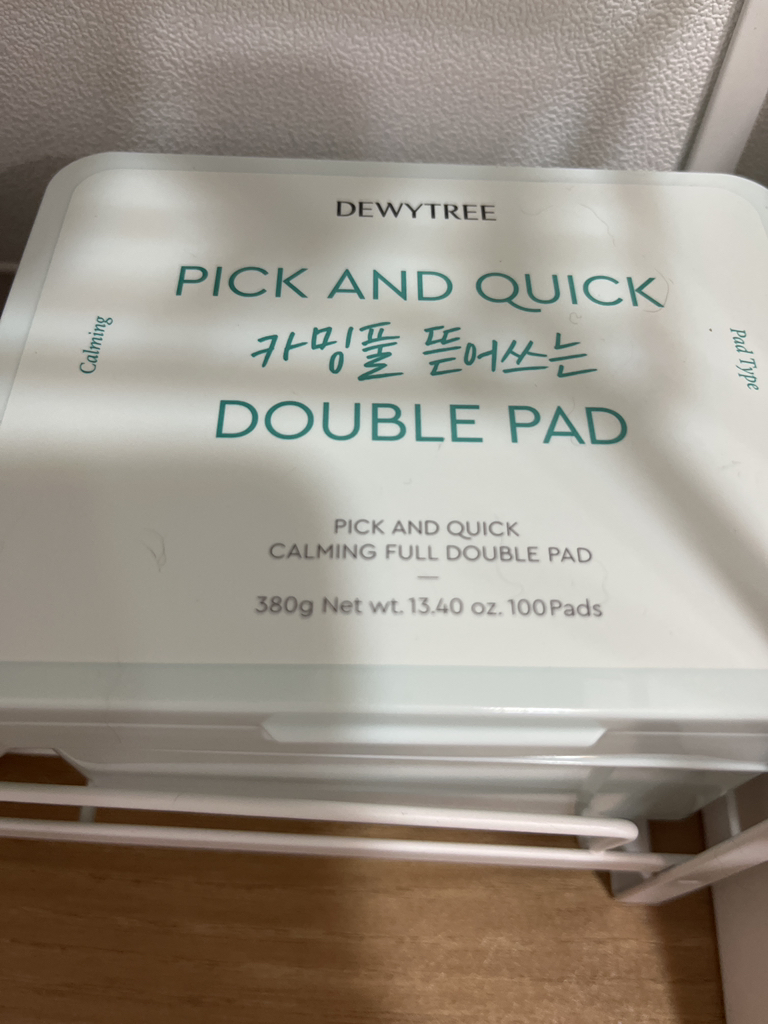 DEWYTREE
PICK AND QUICK
카밍풀 뜯어쓰는
DOUBLE PAD
Calming
Pad Type
PICK AND QUICK
CALMING FULL DOUBLE PAD
380g Net wt. 13.40 oz. 100Pads